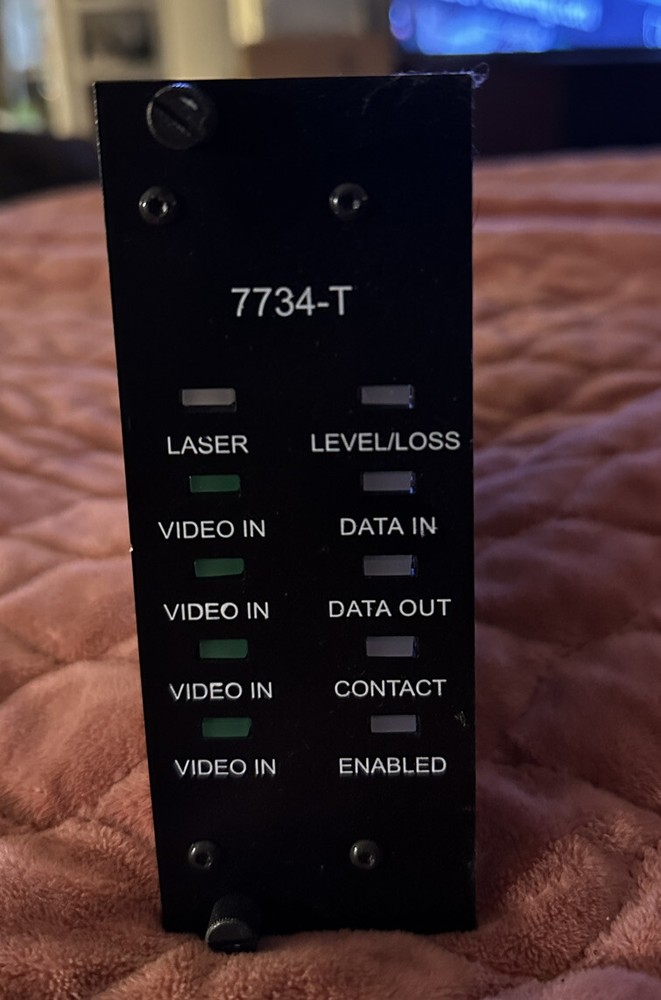 7734-T
LASER LEVEL/LOSS
VIDEO IN DATA IN
VIDEO IN DATA OUT
VIDEO IN CONTACT
VIDEO IN ENABLED